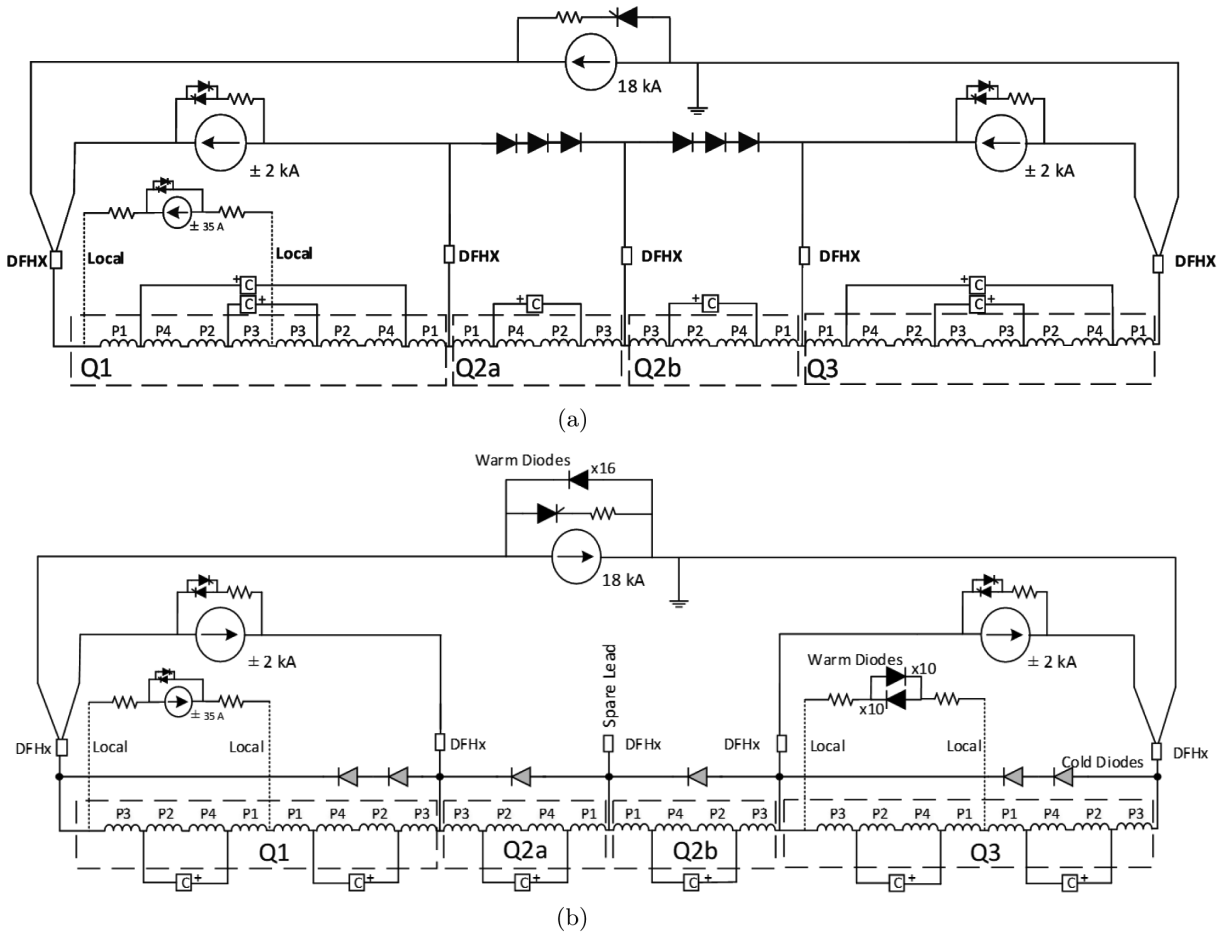 18 kA
± 2 kA
± 2 kA
± 35 A
DFHX
Local
Local
DFHX
DFHX
DFHX
DFHX
+ C
C +
+ C
+ C
+ C
C +
P1 P4 P2 P3 P3 P2 P4 P1 P1 P4 P2 P3 P3 P2 P4 P1 P1 P4 P2 P3 P3 P2 P4 P1
Q1 Q2a Q2b Q3
(a)
Warm Diodes x16
18 kA
± 2 kA
± 2 kA
Warm Diodes x10
x10
± 35 A
Spare Lead
DFHx Local Local DFHx DFHx DFHx Local Local DFHx
Cold Diodes
P3 P2 P4 P1 P1 P4 P2 P3 P3 P2 P4 P1 P1 P4 P2 P3 P3 P2 P4 P1 P1 P4 P2 P3
Q1 Q2a Q2b Q3
C + C + C + C + C + C +
(b)